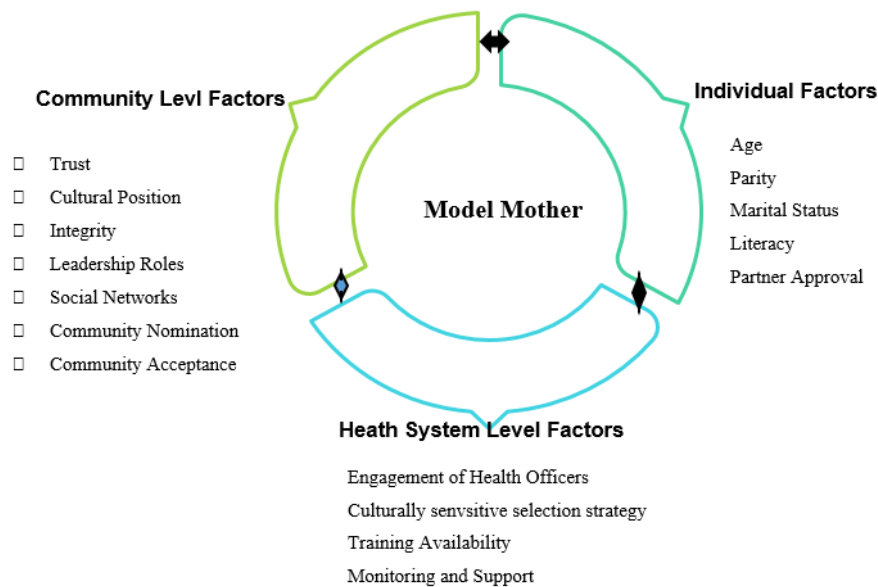 Community Levl Factors
☐ Trust
☐ Cultural Position
☐ Integrity
☐ Leadership Roles
☐ Social Networks
☐ Community Nomination
☐ Community Acceptance
Model Mother
Individual Factors
Age
Parity
Marital Status
Literacy
Partner Approval
Heath System Level Factors
Engagement of Health Officers
Culturally senvsitive selection strategy
Training Availability
Monitoring and Support